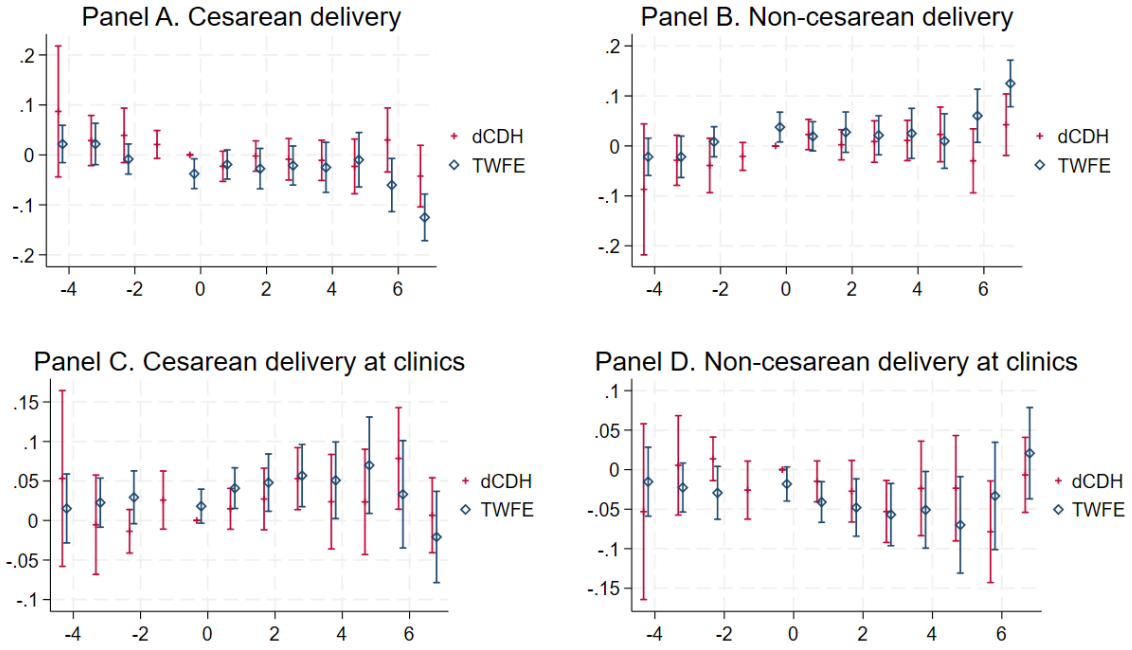 Panel A. Cesarean delivery
.2
.1
0
-.1
-.2
-4 -2 0 2 4 6
dCDH
TWFE
Panel B. Non-cesarean delivery
.2
.1
0
-.1
-.2
-4 -2 0 2 4 6
dCDH
TWFE
Panel C. Cesarean delivery at clinics
.15
.1
.05
0
-.05
-.1
-4 -2 0 2 4 6
dCDH
TWFE
Panel D. Non-cesarean delivery at clinics
.1
.05
0
-.05
-.1
-.15
-4 -2 0 2 4 6
dCDH
TWFE